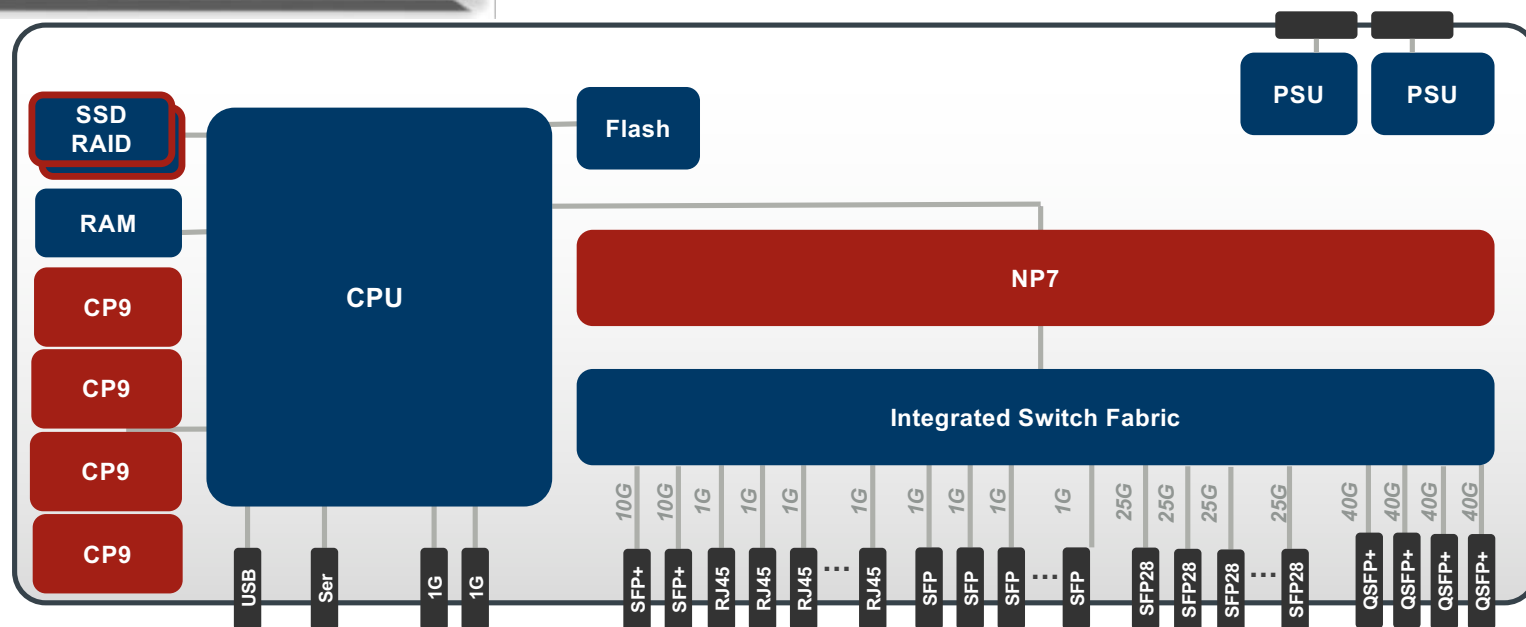 PSU
PSU
SSD
RAID
Flash
RAM
CPU
NP7
CP9
CP9
CP9
CP9
Integrated Switch Fabric
10G
10G
1G
1G
1G
1G
1G
1G
1G
1G
25G
25G
25G
25G
40G
40G
40G
40G
USB
Ser
1G
1G
SFP+
SFP+
RJ45
RJ45
RJ45
...
RJ45
SFP
SFP
SFP
...
SFP
SFP28
SFP28
SFP28
...
SFP28
QSFP+
QSFP+
QSFP+
QSFP+